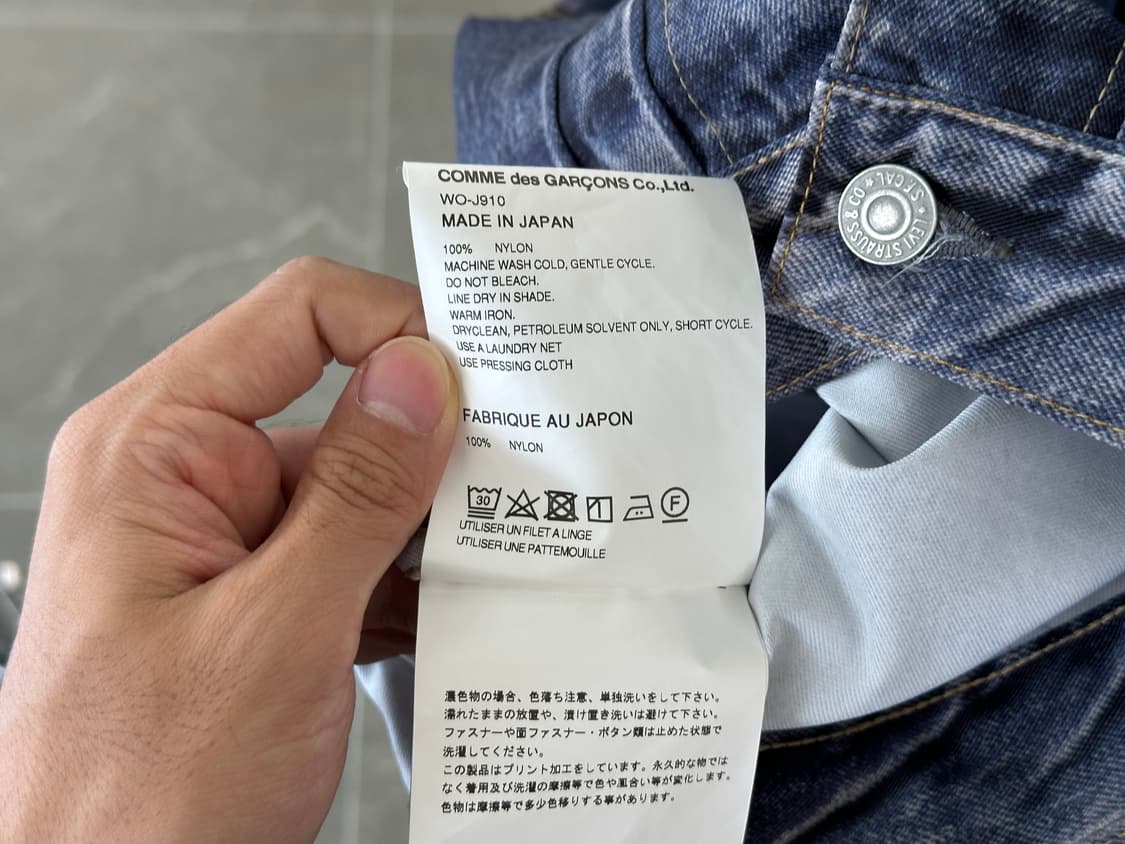 COMME des GARÇONS Co.,Ltd.
WO-J910
MADE IN JAPAN
100% NYLON
MACHINE WASH COLD, GENTLE CYCLE.
DO NOT BLEACH.
LINE DRY IN SHADE.
WARM IRON.
DRYCLEAN, PETROLEUM SOLVENT ONLY, SHORT CYCLE.
USE A LAUNDRY NET
USE PRESSING CLOTH
FABRIQUE AU JAPON
100% NYLON
30
F
UTILISER UN FILET A LINGE
UTILISER UNE PATTEMOUILLE
濃色物の場合、色落ち注意、単独洗いをして下さい。
濡れたままの放置や、漬け置き洗いは避けて下さい。
ファスナーや面ファスナー・ボタン類は止めた状態で
洗濯してください。
この製品はプリント加工をしています。永久的な物では
なく着用及び洗濯の摩擦等で色や風合い等が変化します。
色物は摩擦等で多少色移りする事があります。
LEVI STRAUSS & CO
S.F.CAL